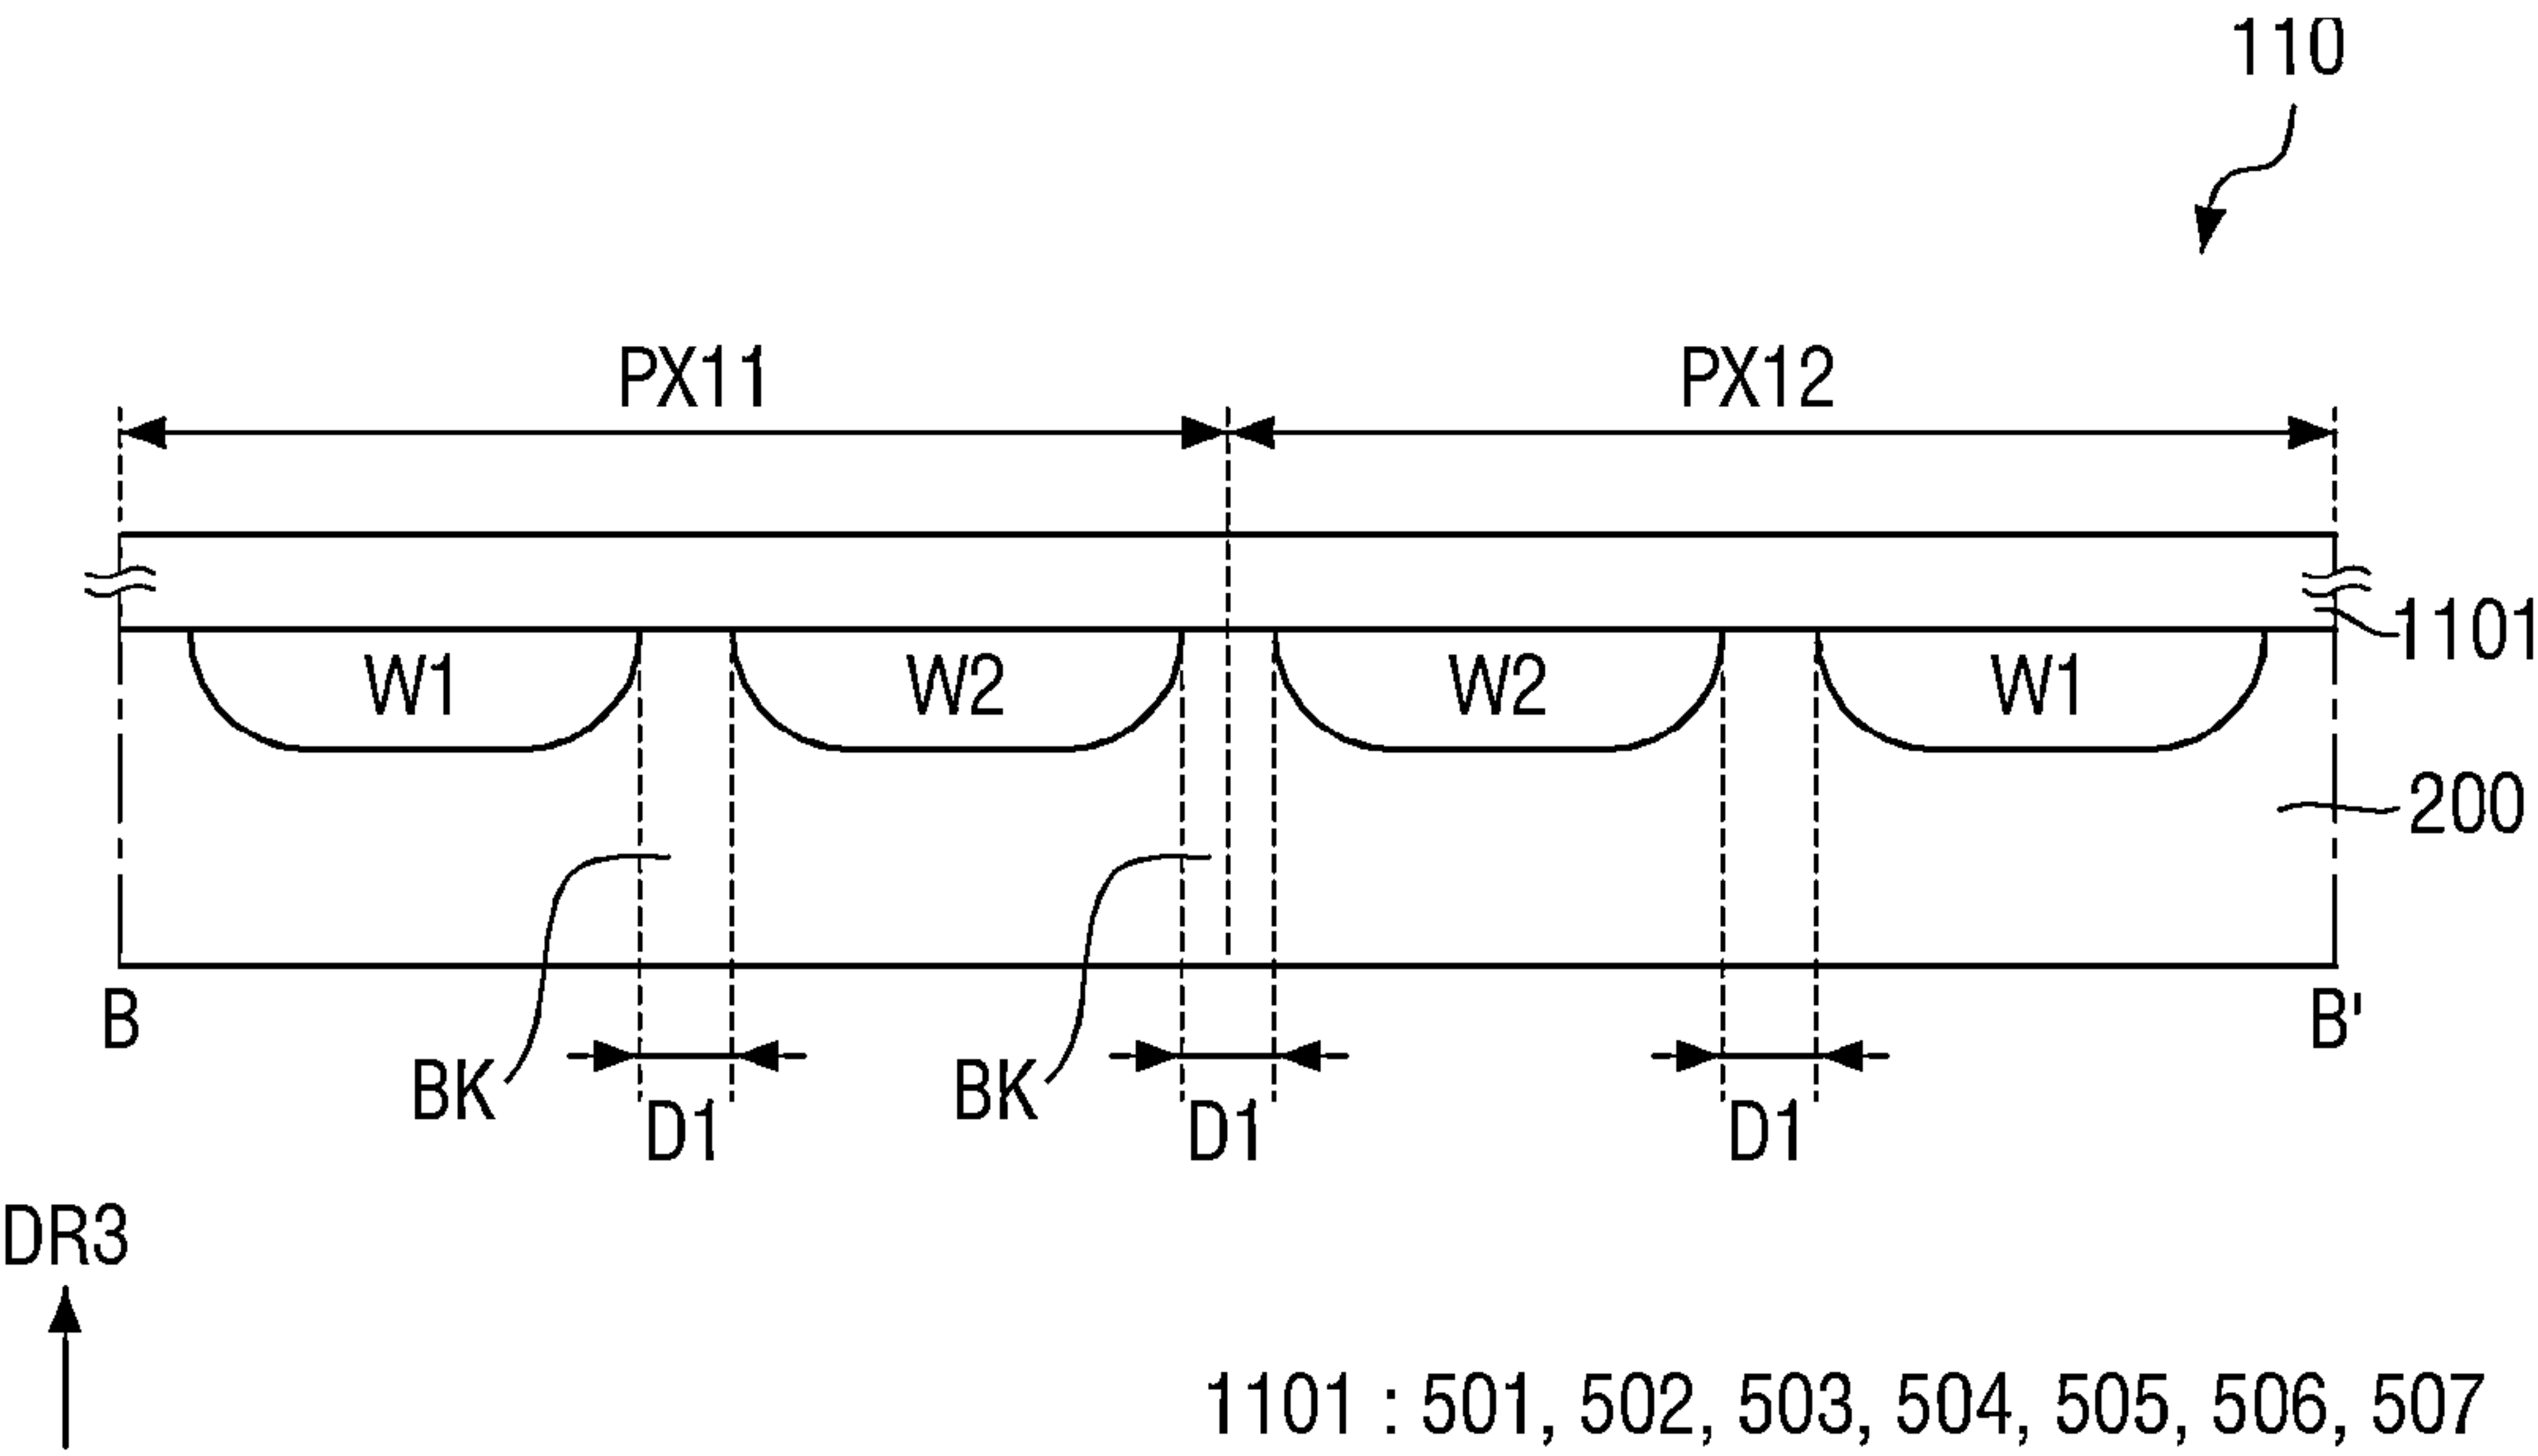 110
PX11 PX12
1101
W1 W2 W2 W1
200
B B'
BK BK
D1 D1 D1
DR3
1101 : 501, 502, 503, 504, 505, 506, 507